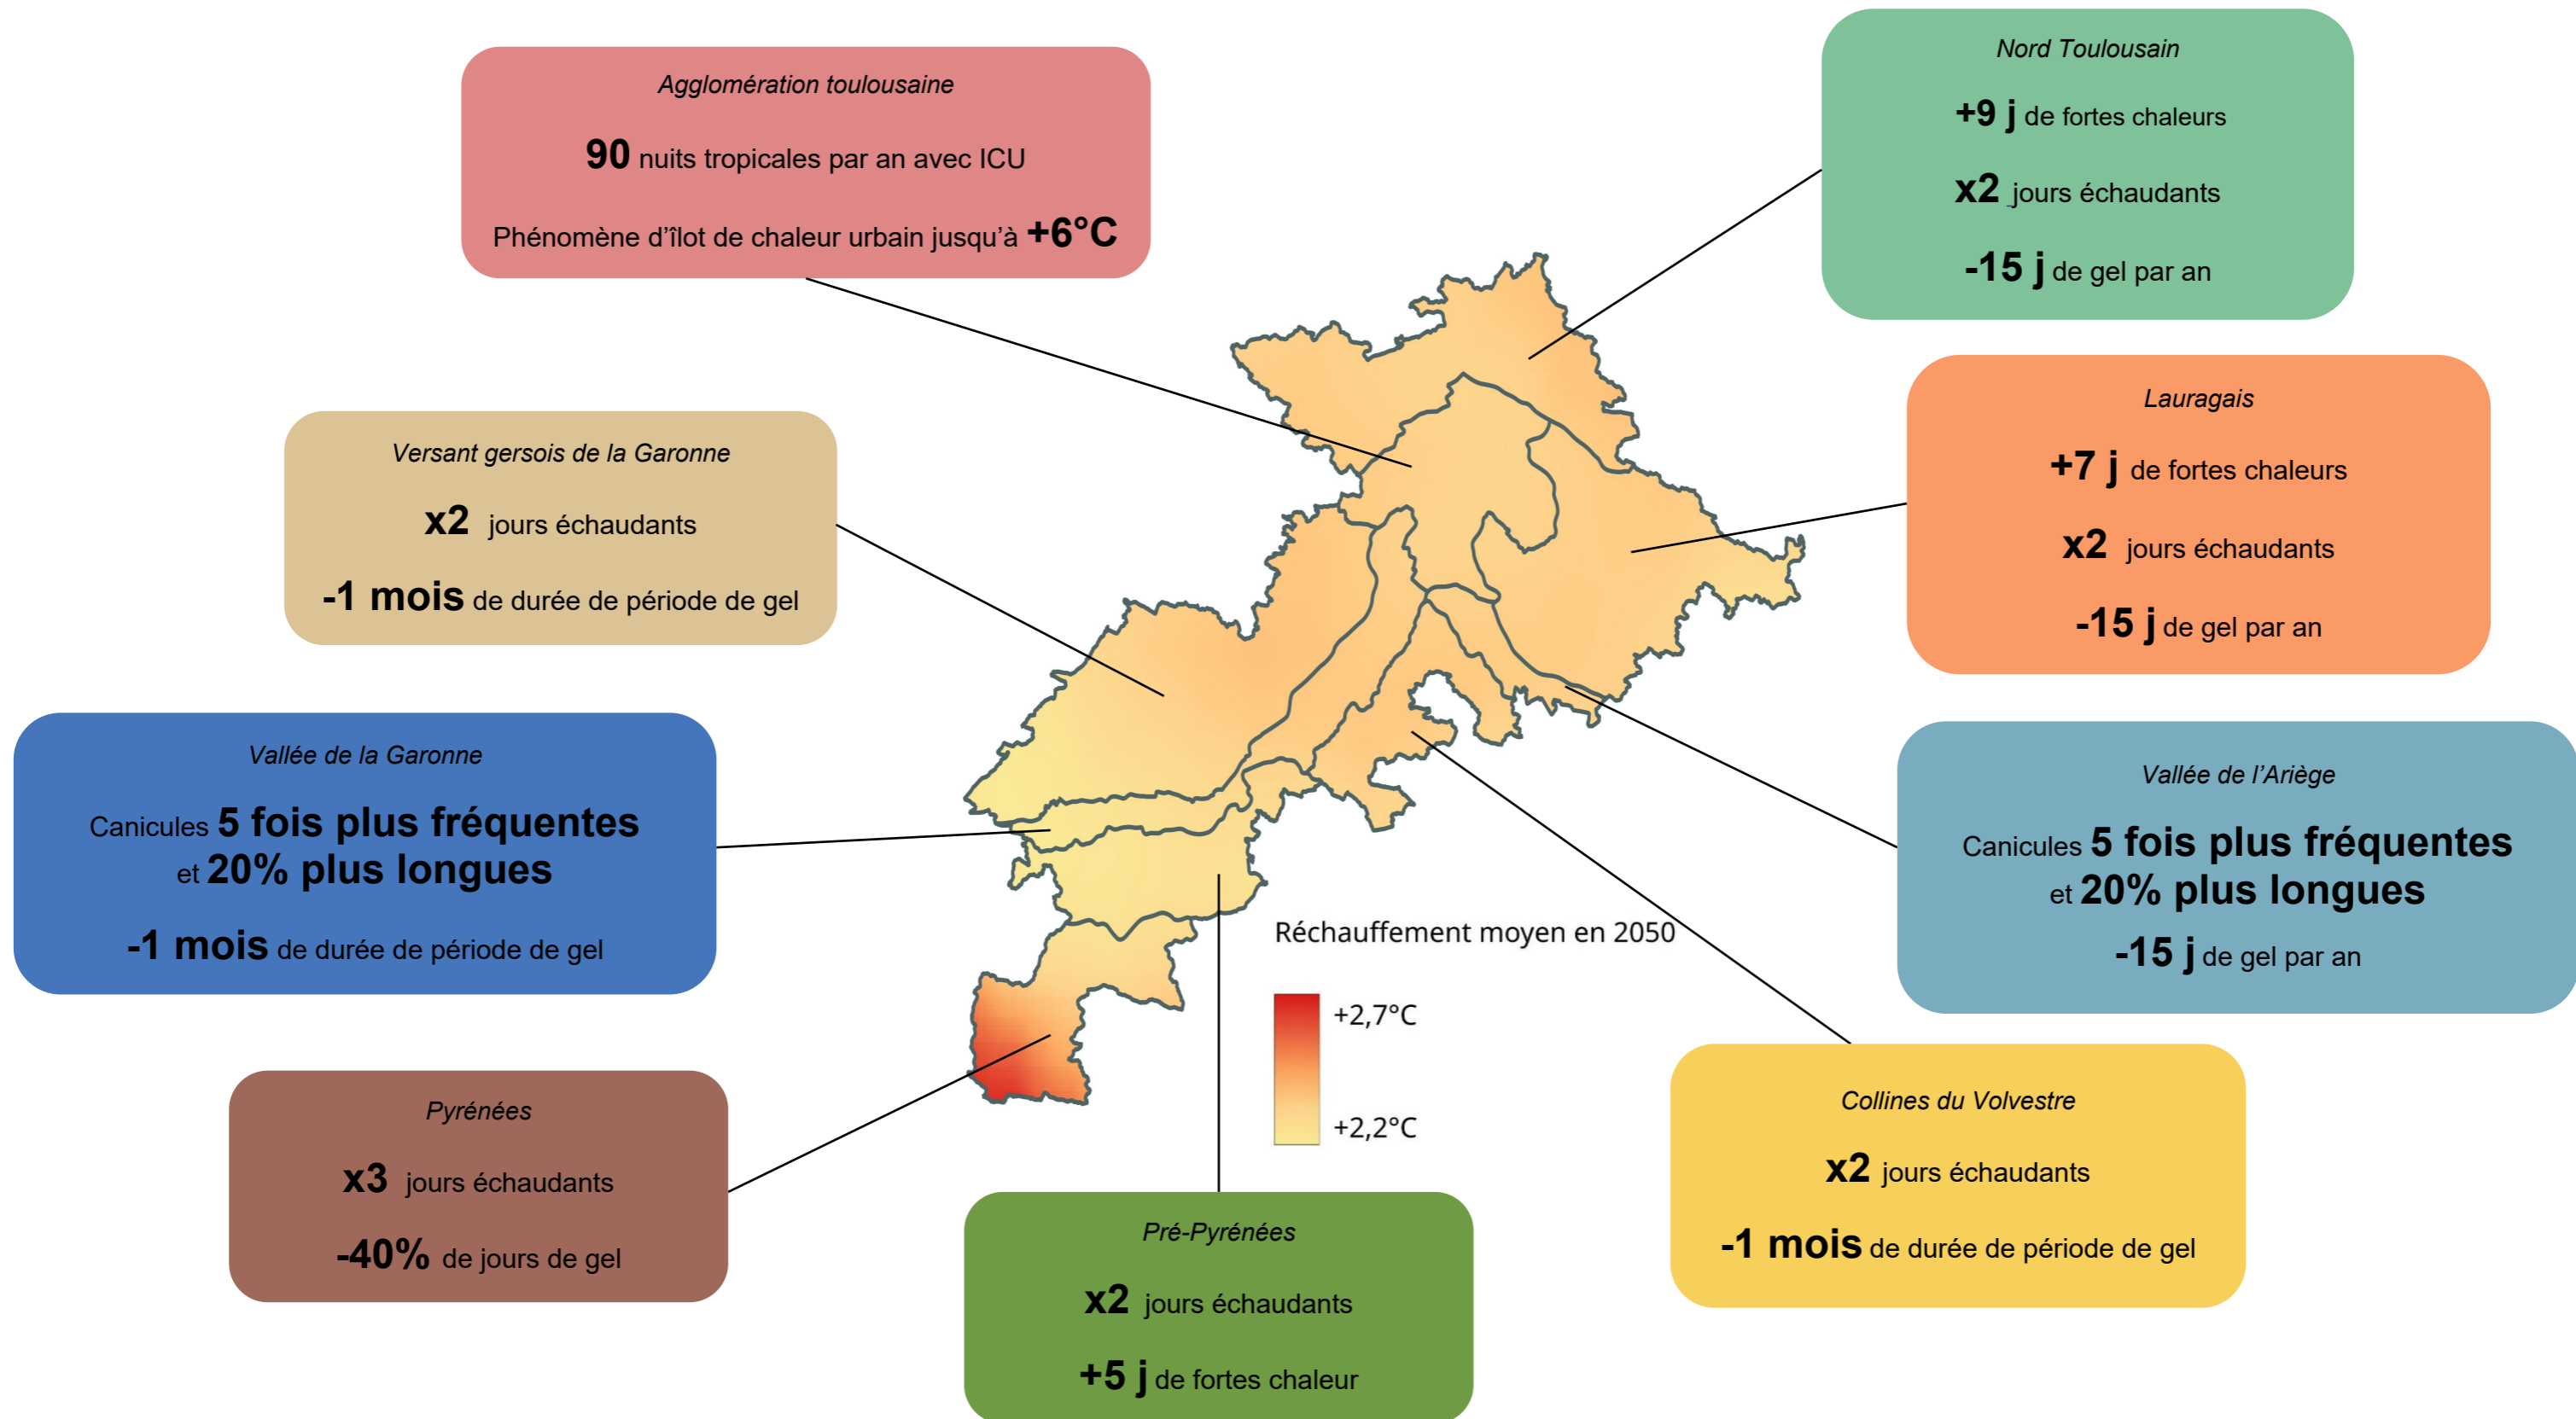 Agglomération toulousaine
90 nuits tropicales par an avec ICU
Phénomène d'îlot de chaleur urbain jusqu'à +6°C
Nord Toulousain
+9 j de fortes chaleurs
x2 jours échaudants
-15 j de gel par an
Versant gersois de la Garonne
x2 jours échaudants
-1 mois de durée de période de gel
Lauragais
+7 j de fortes chaleurs
x2 jours échaudants
-15 j de gel par an
Vallée de la Garonne
Canicules 5 fois plus fréquentes
et 20% plus longues
-1 mois de durée de période de gel
Vallée de l'Ariège
Canicules 5 fois plus fréquentes
et 20% plus longues
-15 j de gel par an
Réchauffement moyen en 2050
+2,7°C
+2,2°C
Pyrénées
x3 jours échaudants
-40% de jours de gel
Pré-Pyrénées
x2 jours échaudants
+5 j de fortes chaleur
Collines du Volvestre
x2 jours échaudants
-1 mois de durée de période de gel